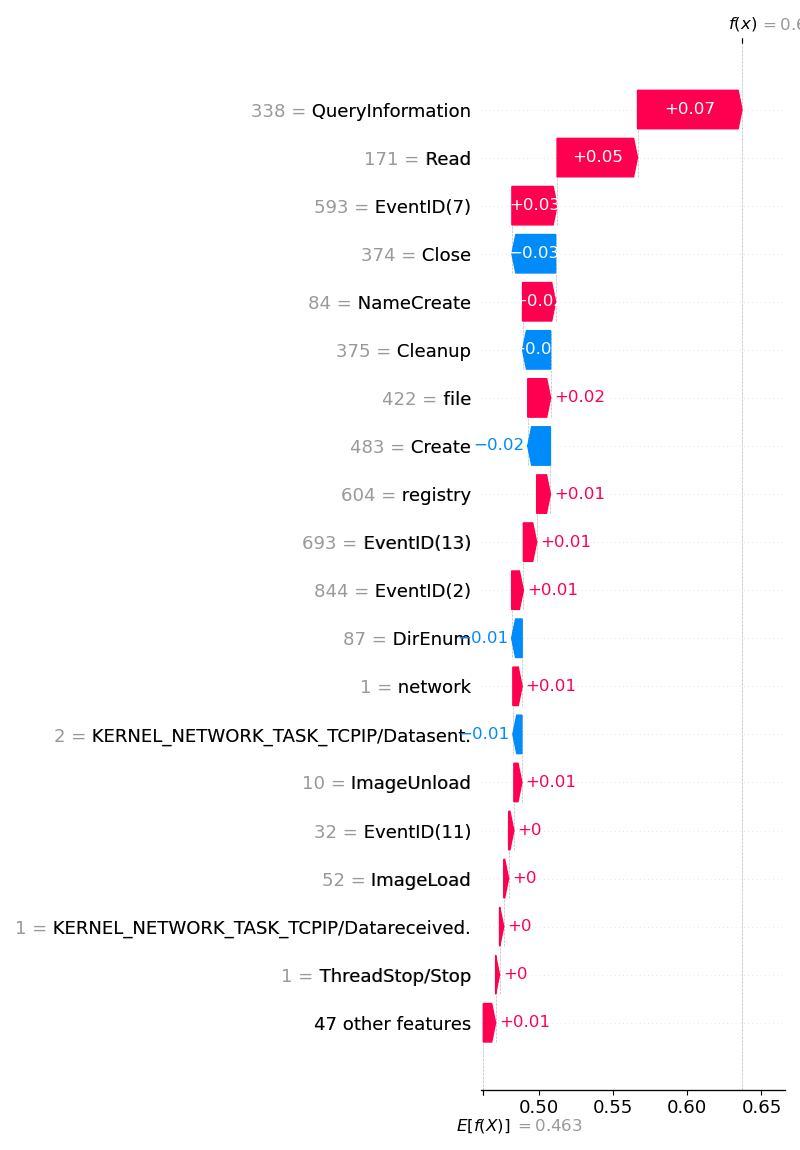 f(x) = 0.6
338 = QueryInformation +0.07
171 = Read +0.05
593 = EventID(7) +0.03
374 = Close −0.03
84 = NameCreate
375 = Cleanup
422 = file +0.02
483 = Create −0.02
604 = registry +0.01
693 = EventID(13) +0.01
844 = EventID(2) +0.01
87 = DirEnum −0.01
1 = network +0.01
2 = KERNEL_NETWORK_TASK_TCPIP/Datasent. −0.01
10 = ImageUnload +0.01
32 = EventID(11) +0
52 = ImageLoad +0
1 = KERNEL_NETWORK_TASK_TCPIP/Datareceived. +0
1 = ThreadStop/Stop +0
47 other features +0.01
0.50 0.55 0.60 0.65
E[f(X)] = 0.463